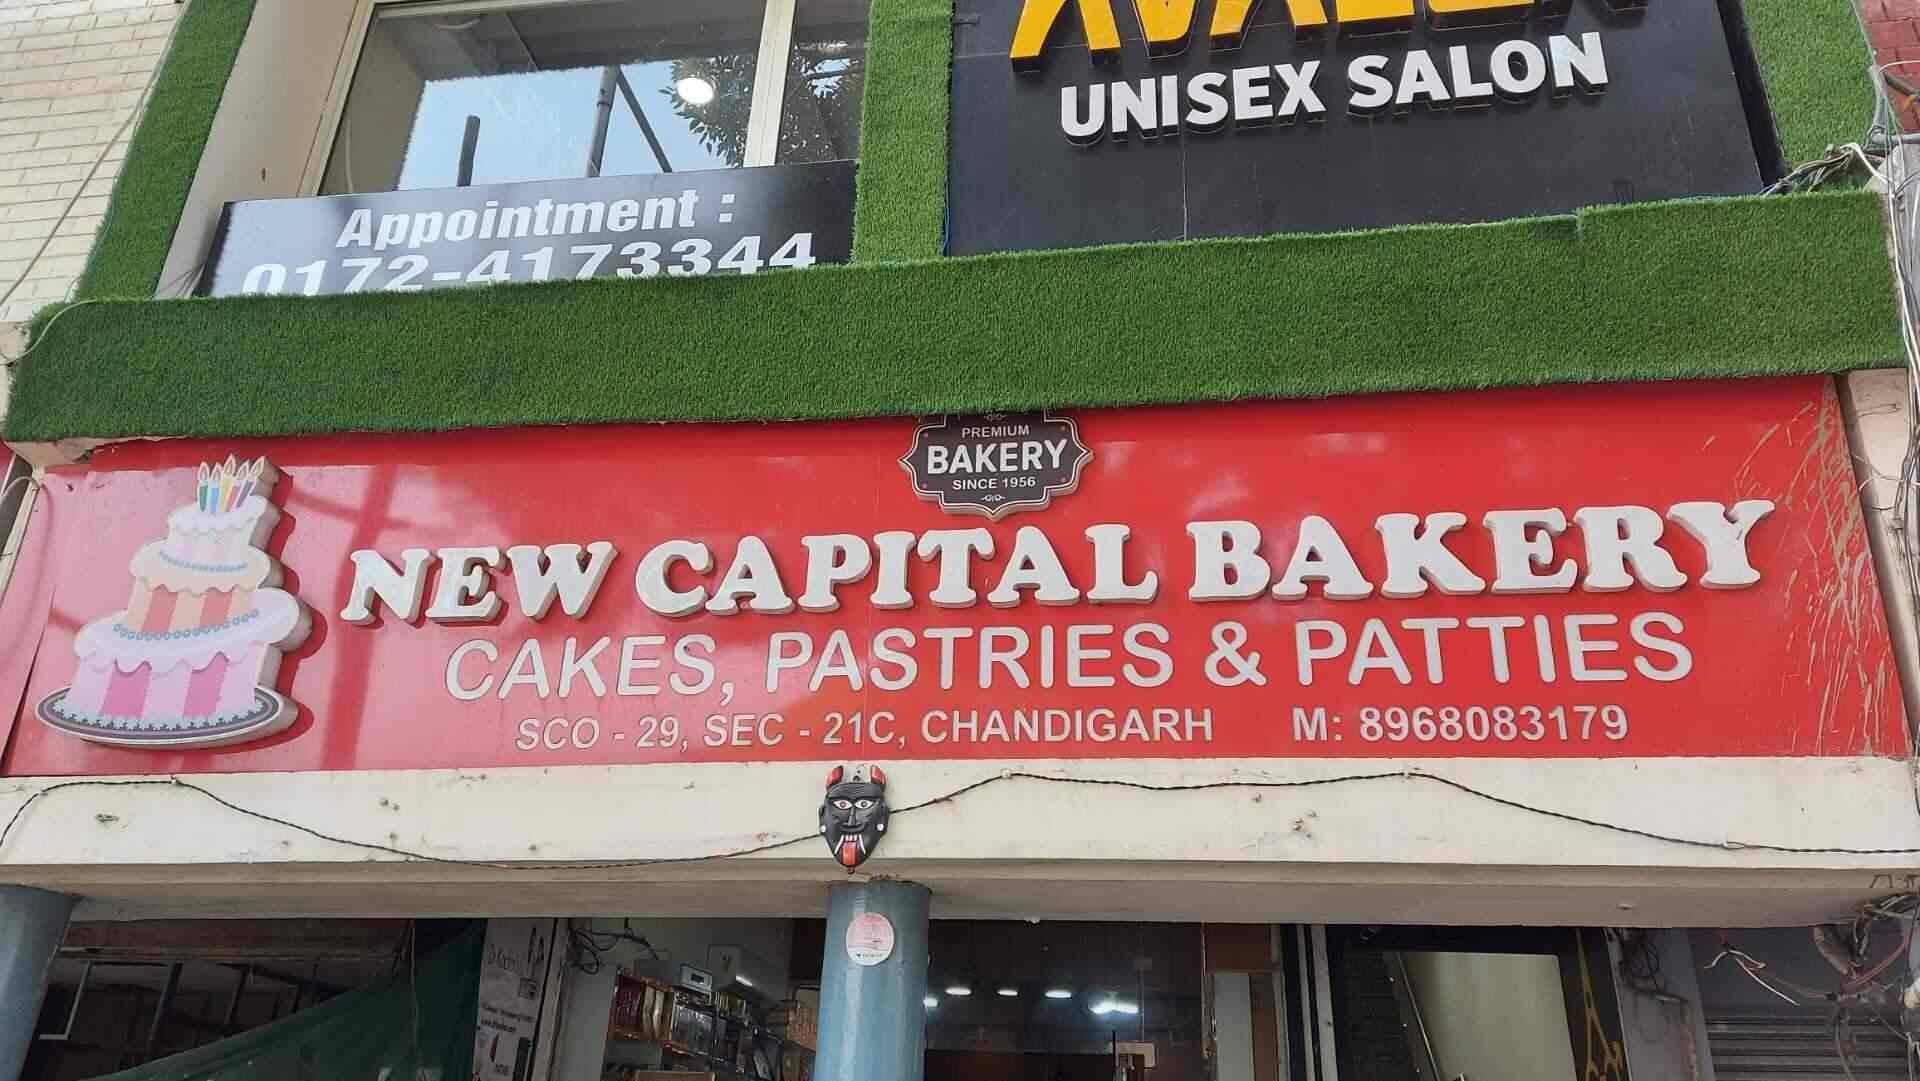 UNISEX SALON
Appointment :
0172-4173344
PREMIUM
BAKERY
SINCE 1956
NEW CAPITAL BAKERY
CAKES, PASTRIES & PATTIES
SCO - 29, SEC - 21C, CHANDIGARH M: 8968083179